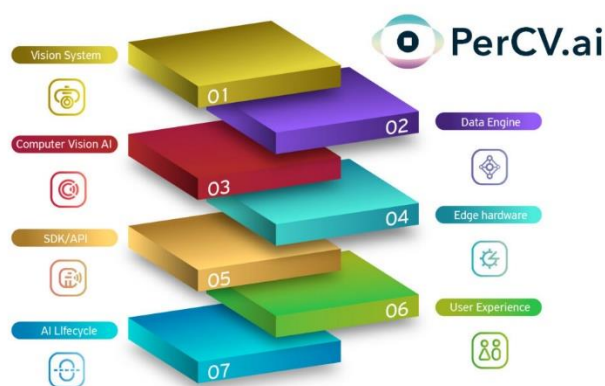 PerCV.ai
Vision System
01
02
Data Engine
Computer Vision AI
03
04
Edge hardware
SDK/API
05
06
User Experience
AI LIfecycle
07